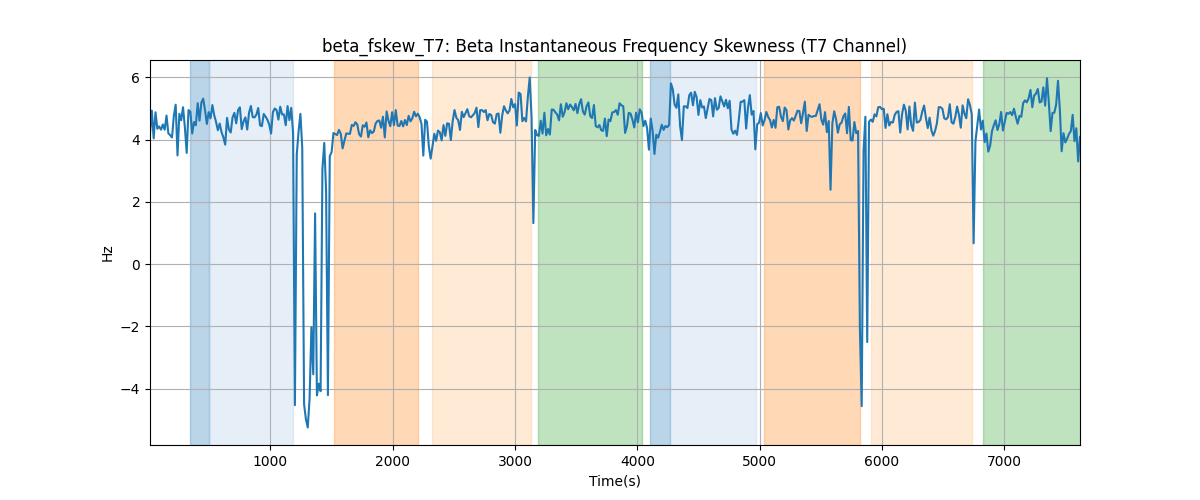 beta_fskew_T7: Beta Instantaneous Frequency Skewness (T7 Channel)
6
4
2
0
−2
−4
Hz
1000 2000 3000 4000 5000 6000 7000
Time(s)